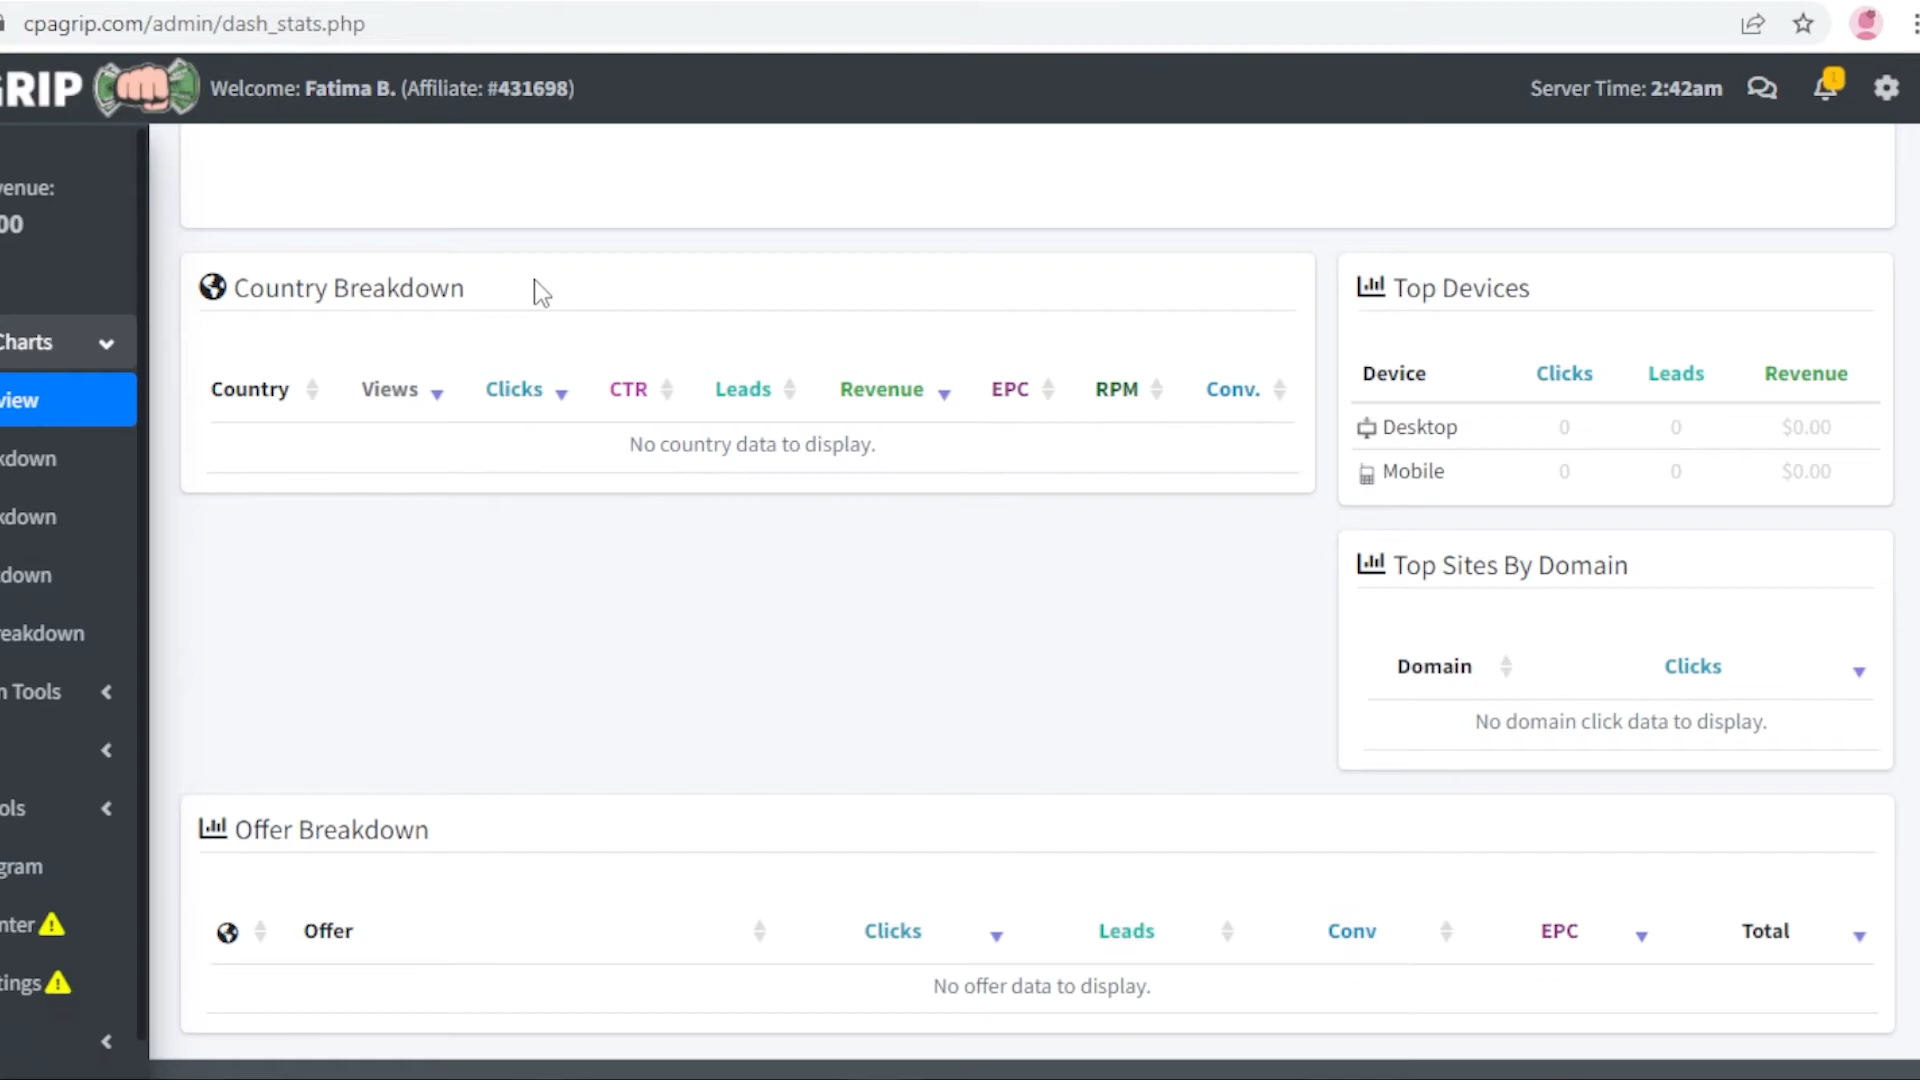 cpagrip.com/admin/dash_stats.php
GRIP Welcome: Fatima B. (Affiliate: #431698)
Server Time: 2:42am
1
venue:
00
Charts
view
kdown
kdown
kdown
reakdown
n Tools
ols
gram
nter
tings
Country Breakdown
Country Views Clicks CTR Leads Revenue EPC RPM Conv.
No country data to display.
Top Devices
Device Clicks Leads Revenue
Desktop 0 0 $0.00
Mobile 0 0 $0.00
Top Sites By Domain
Domain Clicks
No domain click data to display.
Offer Breakdown
Offer Clicks Leads Conv EPC Total
No offer data to display.